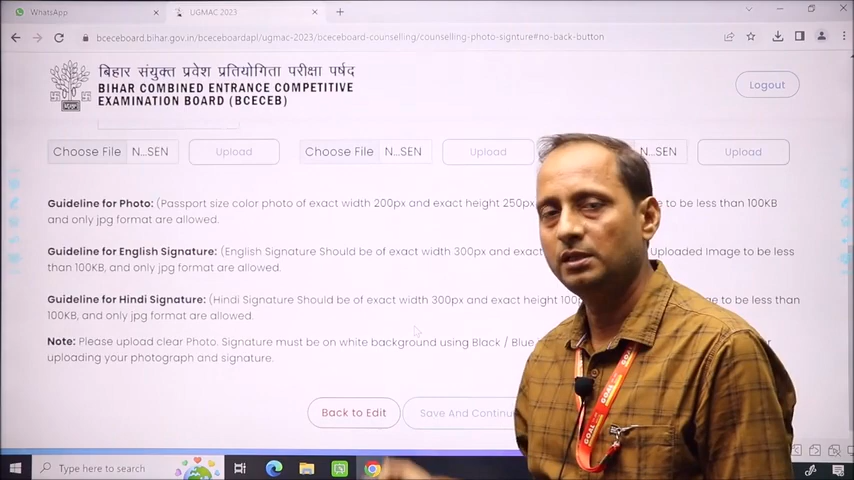 WhatsApp
UGMAC 2023
bceceboard.bihar.gov.in/bceceboardapl/ugmac-2023/bceceboard-counselling/counselling-photo-signture#no-back-button
बिहार संयुक्त प्रवेश प्रतियोगिता परीक्षा पर्षद
BIHAR COMBINED ENTRANCE COMPETITIVE
EXAMINATION BOARD (BCECEB)
Logout
Choose File N...SEN Upload Choose File N...SEN Upload N...SEN Upload
Guideline for Photo: (Passport size color photo of exact width 200px and exact height 250px to be less than 100KB
and only jpg format are allowed.
Guideline for English Signature: (English Signature Should be of exact width 300px and exact Uploaded Image to be less
than 100KB, and only jpg format are allowed.
Guideline for Hindi Signature: (Hindi Signature Should be of exact width 300px and exact height to be less than
100KB, and only jpg format are allowed.
Note: Please upload clear Photo. Signature must be on white background using Black / Blue or
uploading your photograph and signature.
Back to Edit Save And
Type here to search
GOAL